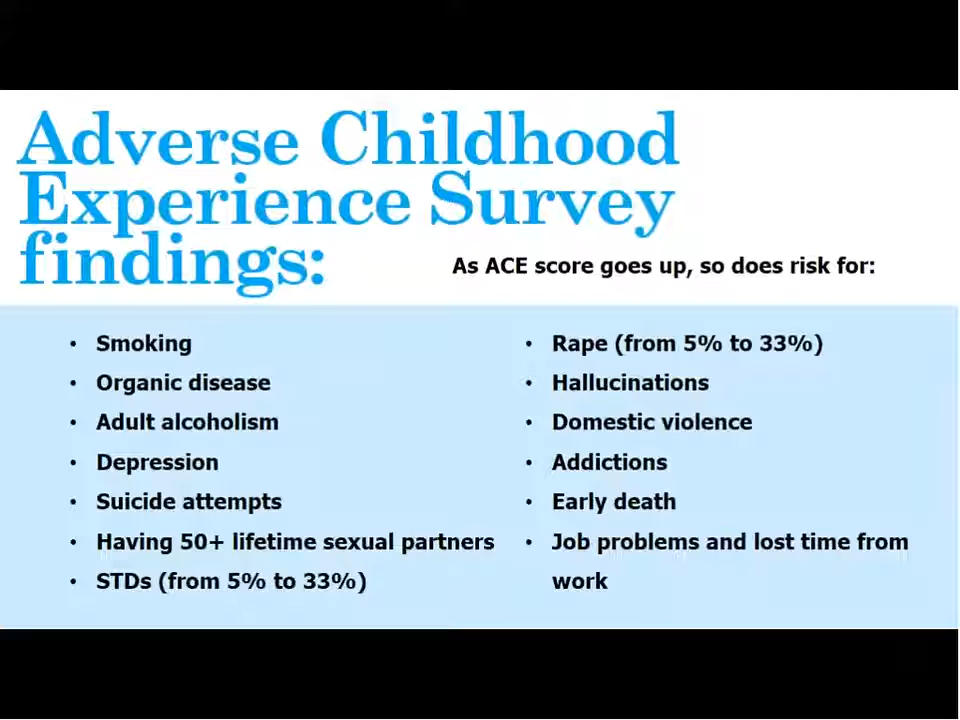 Adverse Childhood
Experience Survey
findings:
As ACE score goes up, so does risk for:
• Smoking
• Organic disease
• Adult alcoholism
• Depression
• Suicide attempts
• Having 50+ lifetime sexual partners
• STDs (from 5% to 33%)
• Rape (from 5% to 33%)
• Hallucinations
• Domestic violence
• Addictions
• Early death
• Job problems and lost time from
work